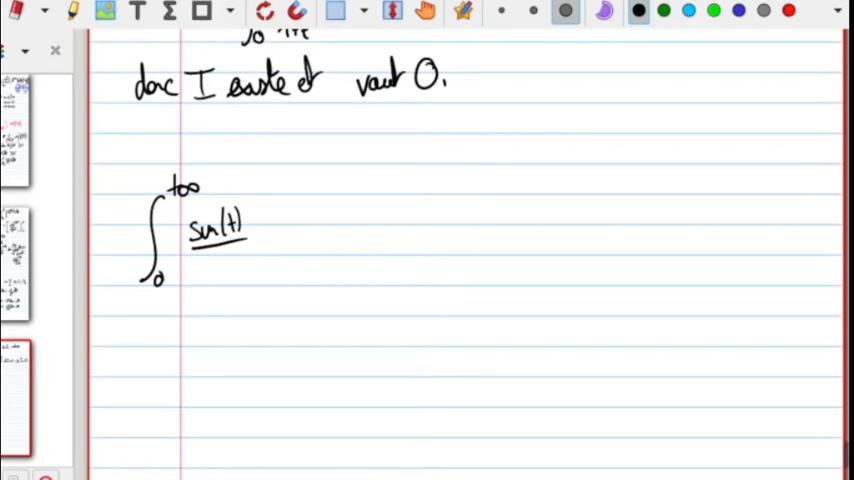 donc I existe et vaut 0.
+∞
∫ sin(t)
0